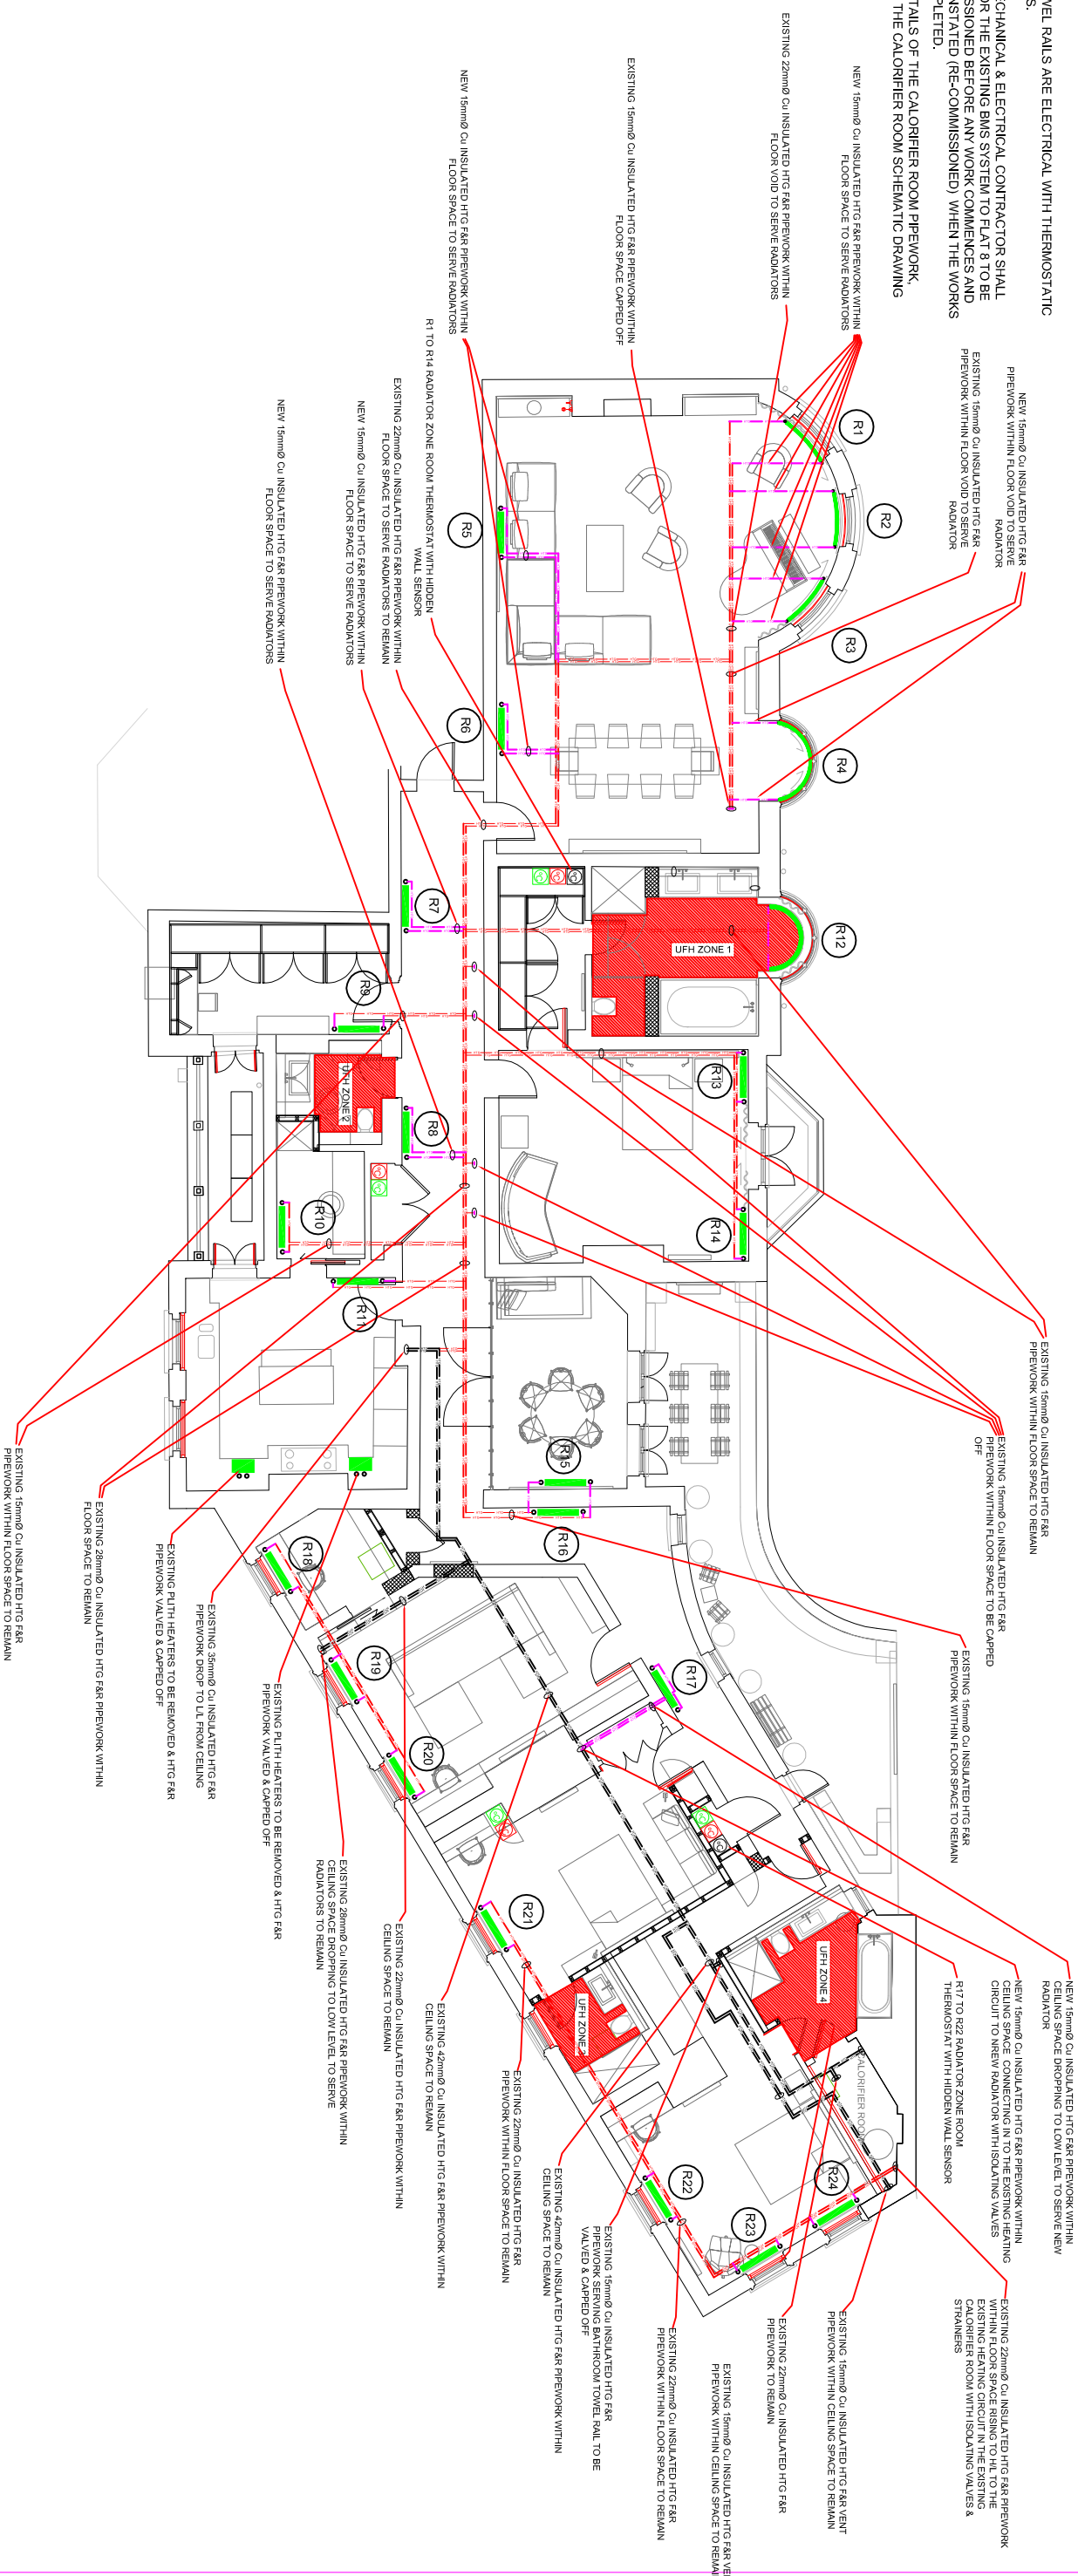 WEL RAILS ARE ELECTRICAL WITH THERMOSTATIC
S.
ECHANICAL & ELECTRICAL CONTRACTOR SHALL
OR THE EXISTING BMS SYSTEM TO FLAT 8 TO BE
SSIONED BEFORE ANY WORK COMMENCES AND
NSTATED (RE-COMMISSIONED) WHEN THE WORKS
PLETED.
TAILS OF THE CALORIFIER ROOM PIPEWORK,
THE CALORIFIER ROOM SCHEMATIC DRAWING
NEW 15mmØ Cu INSULATED HTG F&R
PIPEWORK WITHIN FLOOR VOID TO SERVE
RADIATOR
EXISTING 15mmØ Cu INSULATED HTG F&R
PIPEWORK WITHIN FLOOR VOID TO SERVE
RADIATOR
NEW 15mmØ Cu INSULATED HTG F&R PIPEWORK WITHIN
FLOOR SPACE TO SERVE RADIATORS
EXISTING 22mmØ Cu INSULATED HTG F&R PIPEWORK WITHIN
FLOOR VOID TO SERVE RADIATORS
EXISTING 15mmØ Cu INSULATED HTG F&R PIPEWORK WITHIN
FLOOR SPACE CAPPED OFF
NEW 15mmØ Cu INSULATED HTG F&R PIPEWORK WITHIN
FLOOR SPACE TO SERVE RADIATORS
R1 TO R14 RADIATOR ZONE ROOM THERMOSTAT WITH HIDDEN
WALL SENSOR
EXISTING 22mmØ Cu INSULATED HTG F&R PIPEWORK WITHIN
FLOOR SPACE TO SERVE RADIATORS TO REMAIN
NEW 15mmØ Cu INSULATED HTG F&R PIPEWORK WITHIN
FLOOR SPACE TO SERVE RADIATORS
NEW 15mmØ Cu INSULATED HTG F&R PIPEWORK WITHIN
FLOOR SPACE TO SERVE RADIATORS
R1
R2
R3
R4
R5
R6
R7
R12
UFH ZONE 1
R9
UFH ZONE 2
R8
R10
R11
R13
R14
R15
R16
R17
R18
R19
R20
R21
UFH ZONE 3
UFH ZONE 4
CALORIFIER ROOM
R22
R23
R24
EXISTING 15mmØ Cu INSULATED HTG F&R
PIPEWORK WITHIN FLOOR SPACE TO REMAIN
EXISTING 15mmØ Cu INSULATED HTG F&R
PIPEWORK WITHIN FLOOR SPACE TO BE CAPPED
OFF
EXISTING 15mmØ Cu INSULATED HTG F&R
PIPEWORK WITHIN FLOOR SPACE TO REMAIN
NEW 15mmØ Cu INSULATED HTG F&R PIPEWORK WITHIN
CEILING SPACE DROPPING TO LOW LEVEL TO SERVE NEW
RADIATOR
NEW 15mmØ Cu INSULATED HTG F&R PIPEWORK WITHIN
CEILING SPACE CONNECTING IN TO THE EXISTING HEATING
CIRCUIT TO NREW RADIATOR WITH ISOLATING VALVES
R17 TO R22 RADIATOR ZONE ROOM
THERMOSTAT WITH HIDDEN WALL SENSOR
EXISTING 22mmØ Cu INSULATED HTG F&R PIPEWORK
WITHIN FLOOR SPACE RISING TO H/L TO THE
EXISTING HEATING CIRCUIT IN THE EXISTING
CALORIFIER ROOM WITH ISOLATING VALVES &
STRAINERS
EXISTING 15mmØ Cu INSULATED HTG F&R VENT
PIPEWORK WITHIN CEILING SPACE TO REMAIN
EXISTING 22mmØ Cu INSULATED HTG F&R
PIPEWORK TO REMAIN
EXISTING 15mmØ Cu INSULATED HTG F&R VE
PIPEWORK WITHIN CEILING SPACE TO REMAI
EXISTING 22mmØ Cu INSULATED HTG F&R
PIPEWORK WITHIN FLOOR SPACE TO REMAIN
EXISTING 15mmØ Cu INSULATED HTG F&R
PIPEWORK SERVING BATHROOM TOWEL RAIL TO BE
VALVED & CAPPED OFF
EXISTING 42mmØ Cu INSULATED HTG F&R PIPEWORK WITHIN
CEILING SPACE TO REMAIN
EXISTING 22mmØ Cu INSULATED HTG F&R
PIPEWORK WITHIN FLOOR SPACE TO REMAIN
EXISTING 42mmØ Cu INSULATED HTG F&R PIPEWORK WITHIN
CEILING SPACE TO REMAIN
EXISTING 22mmØ Cu INSULATED HTG F&R PIPEWORK WITHIN
CEILING SPACE TO REMAIN
EXISTING 28mmØ Cu INSULATED HTG F&R PIPEWORK WITHIN
CEILING SPACE DROPPING TO LOW LEVEL TO SERVE
RADIATORS TO REMAIN
EXISTING PLITH HEATERS TO BE REMOVED & HTG F&R
PIPEWORK VALVED & CAPPED OFF
EXISTING 35mmØ Cu INSULATED HTG F&R
PIPEWORK DROP TO L/L FROM CEILING
EXISTING PLITH HEATERS TO BE REMOVED & HTG F&R
PIPEWORK VALVED & CAPPED OFF
EXISTING 28mmØ Cu INSULATED HTG F&R PIPEWORK WITHIN
FLOOR SPACE TO REMAIN
EXISTING 15mmØ Cu INSULATED HTG F&R
PIPEWORK WITHIN FLOOR SPACE TO REMAIN